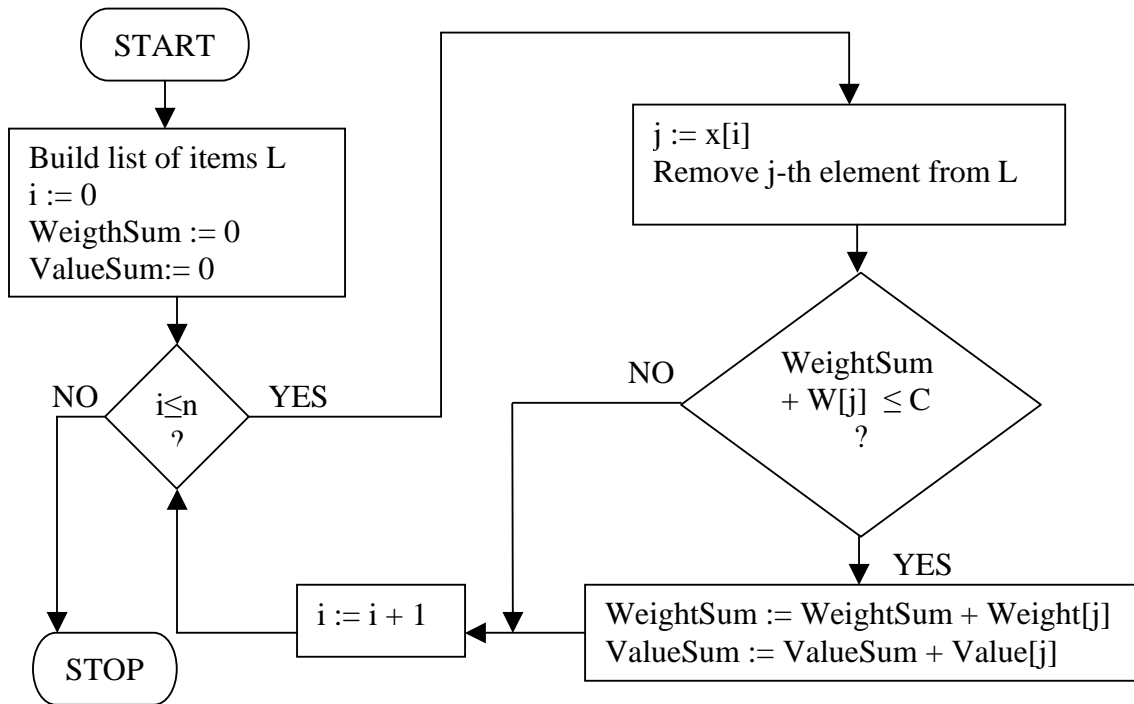 START
Build list of items L
i := 0
WeigthSum := 0
ValueSum:= 0
i≤n
?
NO
YES
STOP
j := x[i]
Remove j-th element from L
WeightSum
+ W[j] ≤ C
?
NO
YES
WeightSum := WeightSum + Weight[j]
ValueSum := ValueSum + Value[j]
i := i + 1